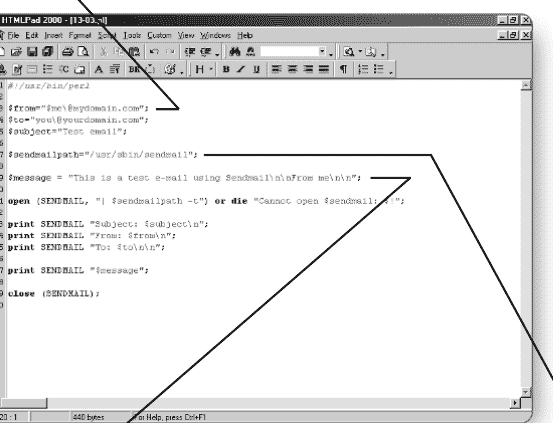 HTMLPad 2000 - [13-03.pl]
File Edit Insert Format Script Tools Custom View Windows Help
#!/usr/bin/perl
$from="$me\@mydomain.com";
$to="you\@yourdomain.com";
$subject="Test email";
$sendmailpath="/usr/sbin/sendmail";
$message = "This is a test e-mail using Sendmail\n\nFrom me\n\n";
open (SENDMAIL, "| $sendmailpath -t") or die "Cannot open $sendmail: $!";
print SENDMAIL "Subject: $subject\n";
print SENDMAIL "From: $from\n";
print SENDMAIL "To: $to\n\n";
print SENDMAIL "$message";
close (SENDMAIL);
20 : 1 440 bytes For Help, press Ctrl+F1